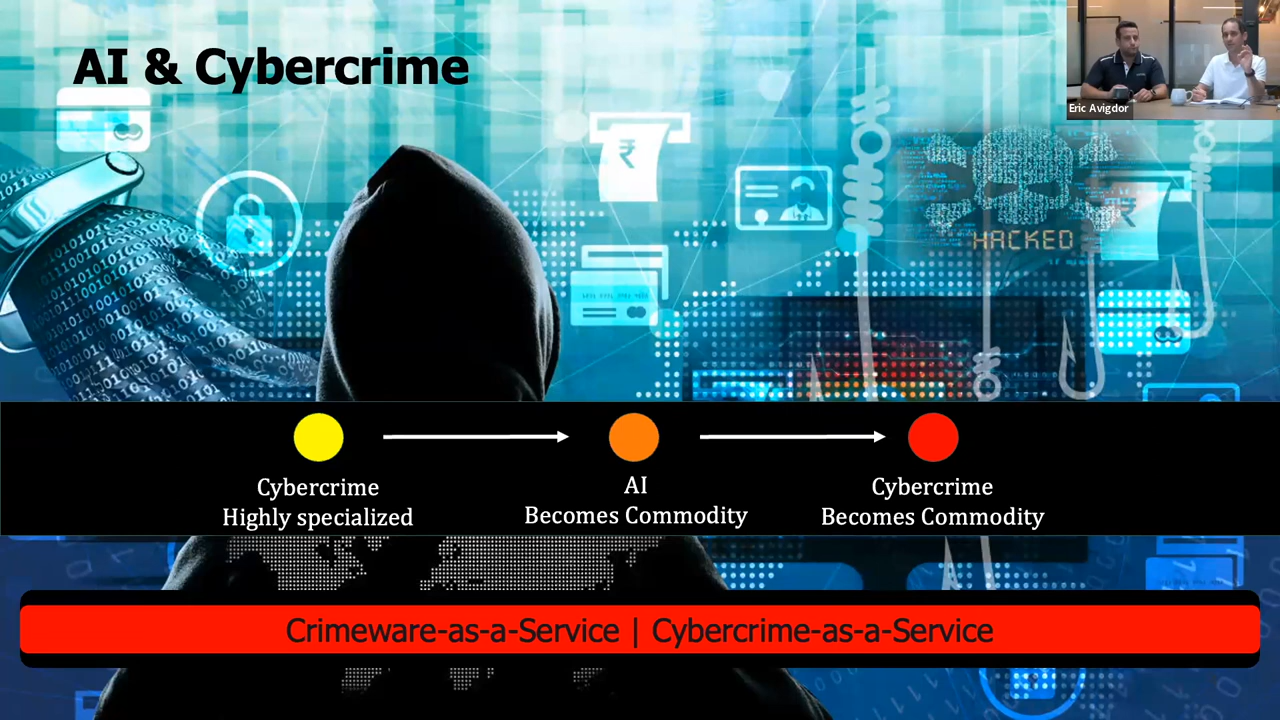 AI & Cybercrime
Eric Avigdor
₹
₹
HACKED
Cybercrime
Highly specialized
AI
Becomes Commodity
Cybercrime
Becomes Commodity
Crimeware-as-a-Service | Cybercrime-as-a-Service